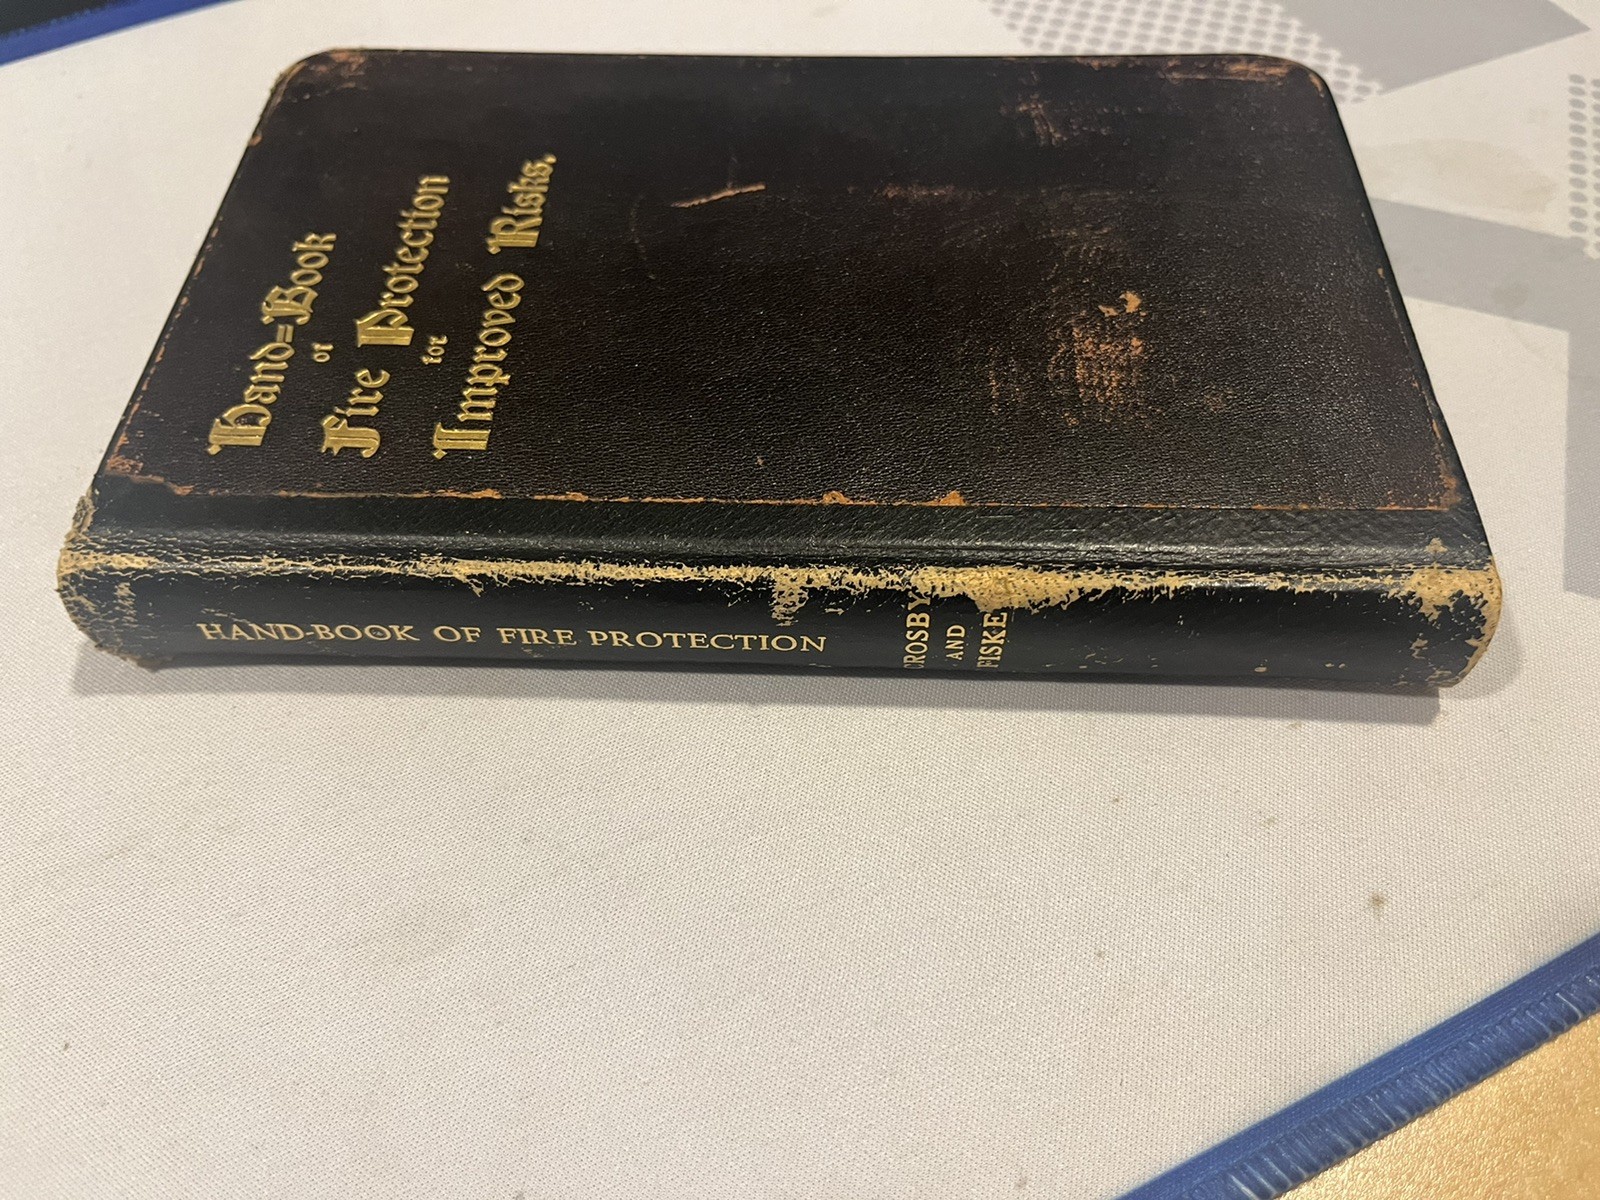 Hand=Book
of
Fire Protection
for
Improved Risks.
HAND-BOOK OF FIRE PROTECTION
CROSBY
AND
FISKE